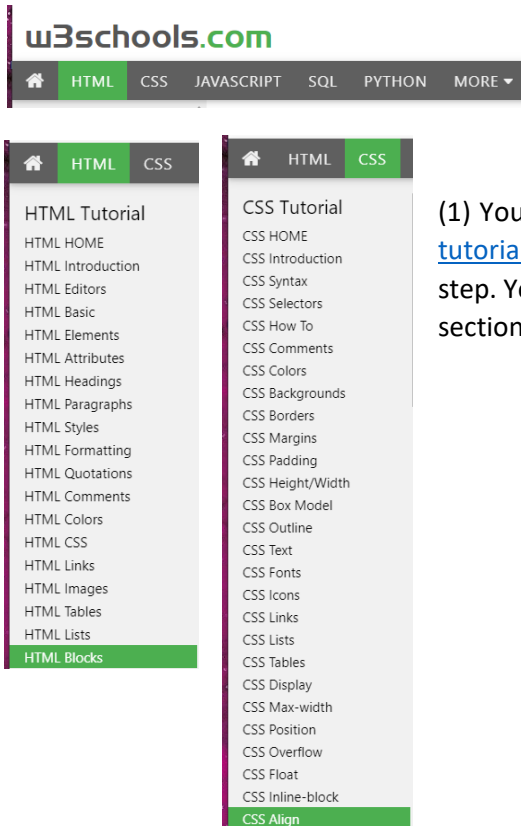 w3schools.com
HTML CSS JAVASCRIPT SQL PYTHON MORE
HTML CSS
HTML Tutorial
HTML HOME
HTML Introduction
HTML Editors
HTML Basic
HTML Elements
HTML Attributes
HTML Headings
HTML Paragraphs
HTML Styles
HTML Formatting
HTML Quotations
HTML Comments
HTML Colors
HTML CSS
HTML Links
HTML Images
HTML Tables
HTML Lists
HTML Blocks
HTML CSS
CSS Tutorial
CSS HOME
CSS Introduction
CSS Syntax
CSS Selectors
CSS How To
CSS Comments
CSS Colors
CSS Backgrounds
CSS Borders
CSS Margins
CSS Padding
CSS Height/Width
CSS Box Model
CSS Outline
CSS Text
CSS Fonts
CSS Icons
CSS Links
CSS Lists
CSS Tables
CSS Display
CSS Max-width
CSS Position
CSS Overflow
CSS Float
CSS Inline-block
CSS Align
(1) You
tutoria
step. Y
section